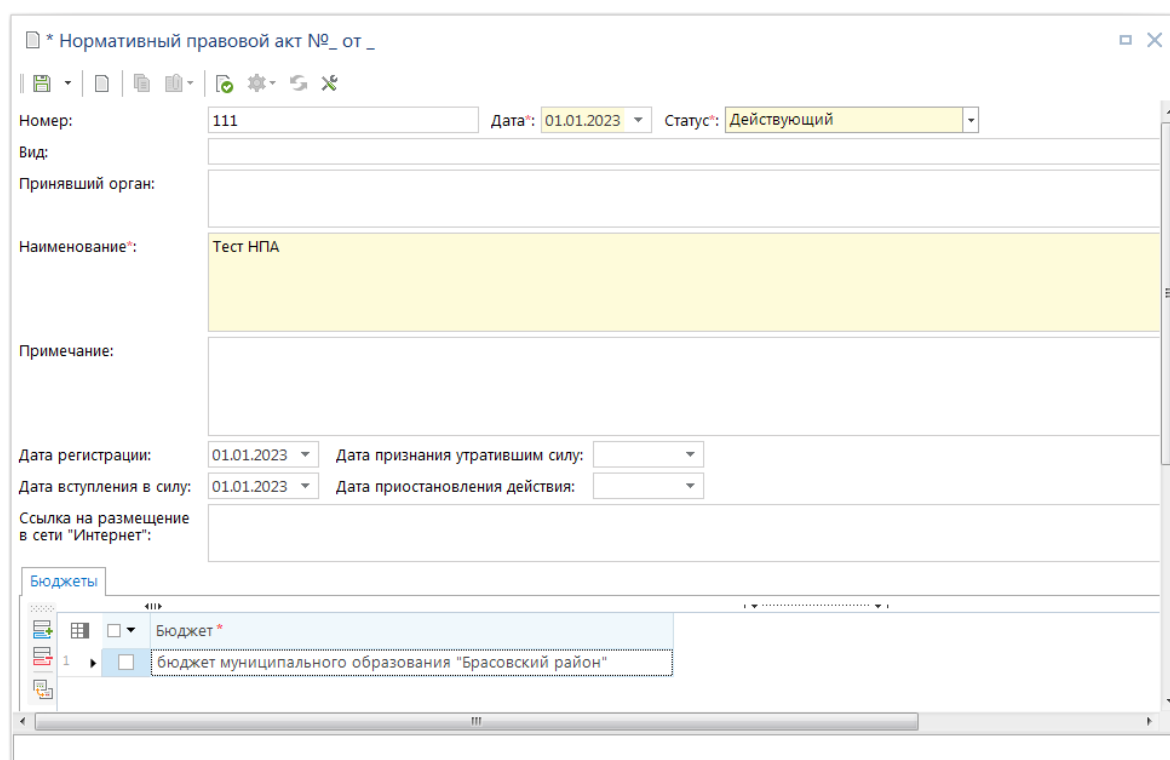 * Нормативный правовой акт №_ от _
Номер: 111 Дата*: 01.01.2023 Статус*: Действующий
Вид:
Принявший орган:
Наименование*: Тест НПА
Примечание:
Дата регистрации: 01.01.2023 Дата признания утратившим силу:
Дата вступления в силу: 01.01.2023 Дата приостановления действия:
Ссылка на размещение
в сети "Интернет":
Бюджеты
Бюджет *
1 бюджет муниципального образования "Брасовский район"